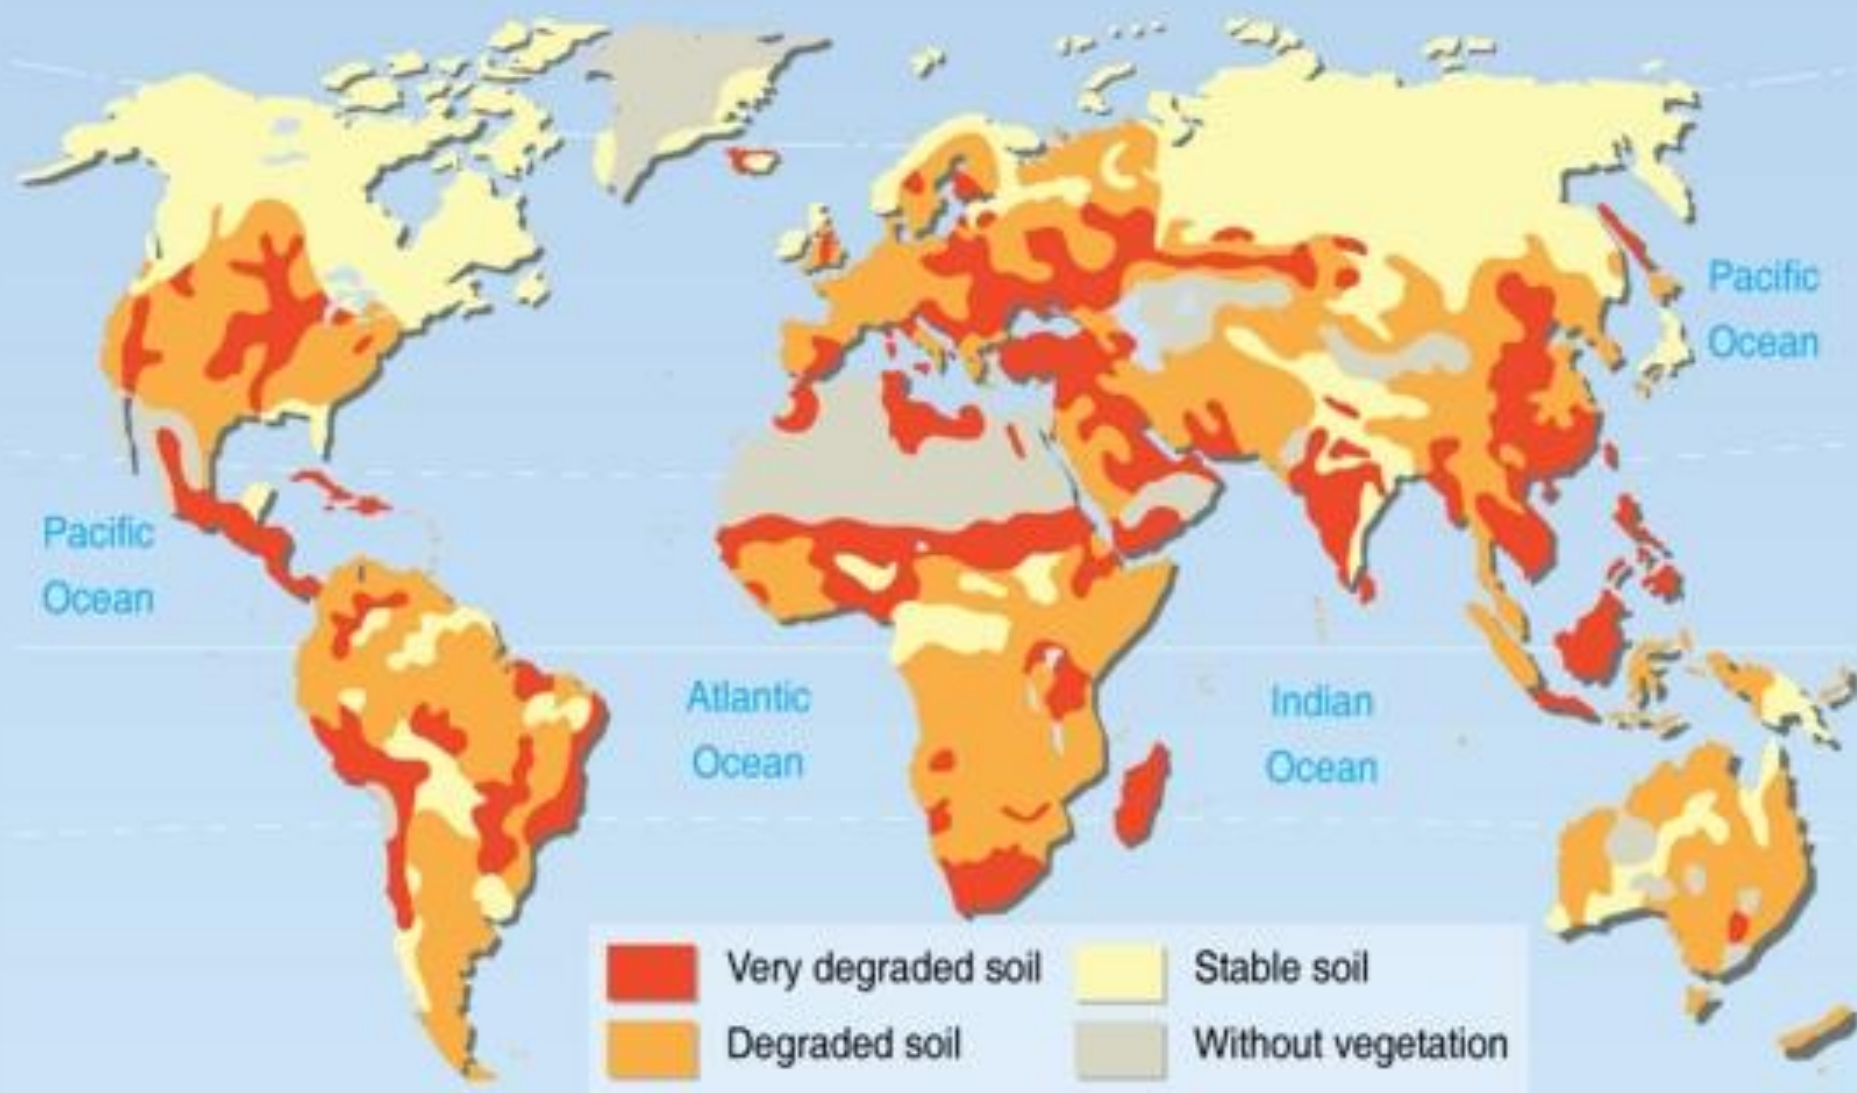 Pacific
Ocean
Pacific
Ocean
Atlantic
Ocean
Indian
Ocean
Very degraded soil
Stable soil
Degraded soil
Without vegetation